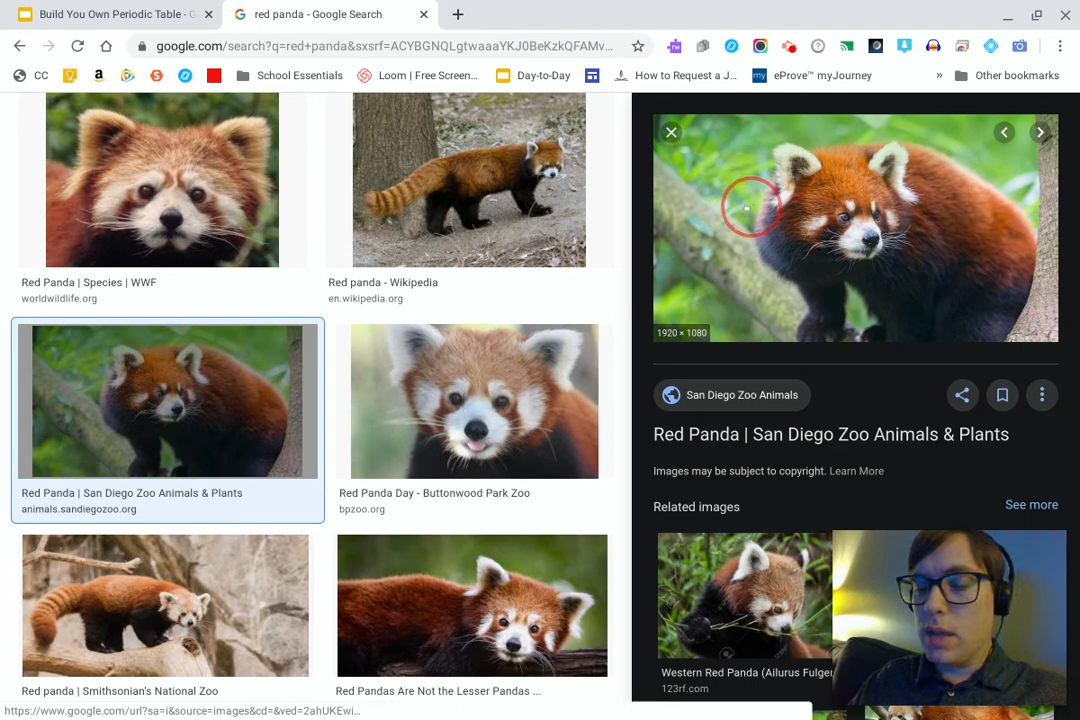 Build You Own Periodic Table - G
red panda - Google Search
google.com/search?q=red+panda&sxsrf=ACYBGNQLgtwaaaYKJ0BeKzkQFAMv...
CC
School Essentials
Loom | Free Screen...
Day-to-Day
How to Request a J...
my
eProve™ myJourney
»
Other bookmarks
Red Panda | Species | WWF
worldwildlife.org
Red panda - Wikipedia
en.wikipedia.org
Red Panda | San Diego Zoo Animals & Plants
animals.sandiegozoo.org
Red Panda Day - Buttonwood Park Zoo
bpzoo.org
Red panda | Smithsonian's National Zoo
Red Pandas Are Not the Lesser Pandas ...
https://www.google.com/url?sa=i&source=images&cd=&ved=2ahUKEwi...
1920 × 1080
San Diego Zoo Animals
Red Panda | San Diego Zoo Animals & Plants
Images may be subject to copyright. Learn More
Related images
See more
Western Red Panda (Ailurus Fulger
123rf.com